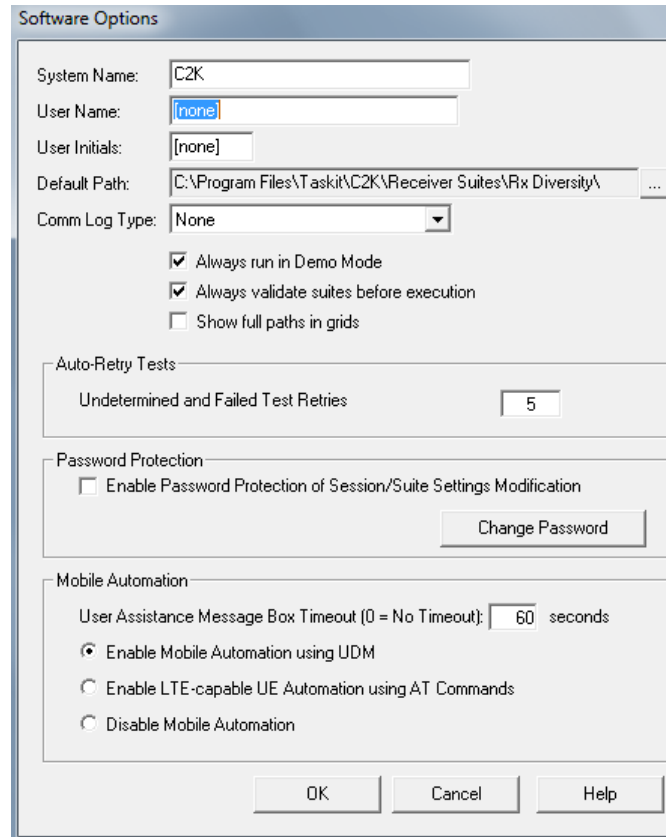 Software Options
System Name: C2K
User Name: [none]
User Initials: [none]
Default Path: C:\Program Files\Taskit\C2K\Receiver Suites\Rx Diversity\ ...
Comm Log Type: None
Always run in Demo Mode
Always validate suites before execution
Show full paths in grids
Auto-Retry Tests
Undetermined and Failed Test Retries 5
Password Protection
Enable Password Protection of Session/Suite Settings Modification
Change Password
Mobile Automation
User Assistance Message Box Timeout (0 = No Timeout): 60 seconds
Enable Mobile Automation using UDM
Enable LTE-capable UE Automation using AT Commands
Disable Mobile Automation
OK Cancel Help